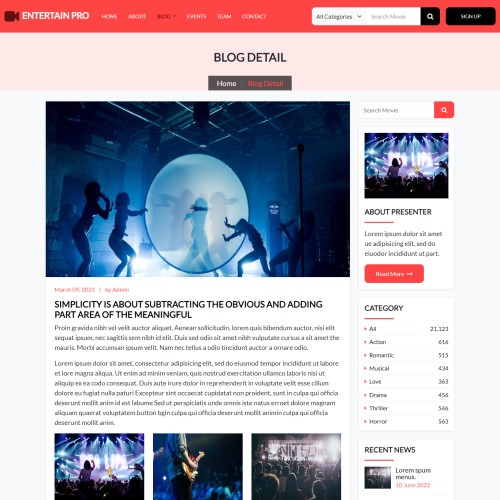 ENTERTAIN PRO
HOME ABOUT BLOG EVENTS TEAM CONTACT
All Categories Search Movie SIGN UP
BLOG DETAIL
Home / Blog Detail
Search Movie
ABOUT PRESENTER
Lorem ipsum dolor sit amet
ue adipisicing elit, sed do
eiuodor incididunt ut part.
Read More
March 09, 2021 | by Admin
SIMPLICITY IS ABOUT SUBTRACTING THE OBVIOUS AND ADDING
PART AREA OF THE MEANINGFUL
Proin gravida nibh vel velit auctor aliquet. Aenean sollicitudin, lorem quis bibendum auctor, nisi elit
sequat ipsum, nec sagittis sem nibh id elit. Duis sed odio sit amet nibh vulputate cursus a sit amet the
mauris. Morbi accumsan ipsum velit. Nam nec tellus a odio tincidunt auctor a ornare odio.
Lorem ipsum dolor sit amet, consectetur adipisicing elit, sed do eiusmod tempor incididunt ut labore
et lore magna aliqua. Ut enim ad minim veniam, quis nostrud exercitation ullamco laboris nisi ut
aliquip ex ea codo consequat. Duis aute irure dolor in reprehenderit in voluptate velit esse cillum
dolore eu fugiat nulla paturi Excepteur sint occaecat cupidatat non proident, sunt in culpa qui officia
deserunt mollit anim id est labume Sed ut perspiciatis unde omnis iste natus erroet dolore magnam
aliquam quaerat voluptatem.button bgin culpa qui officia deserunt animin culpa qui officia
deserunt mollit anim.
CATEGORY
All 21,123
Action 616
Romantic 515
Musical 434
Love 363
Drama 456
Thriller 546
Horror 563
RECENT NEWS
Lorem spum
menus.
10 June 2022